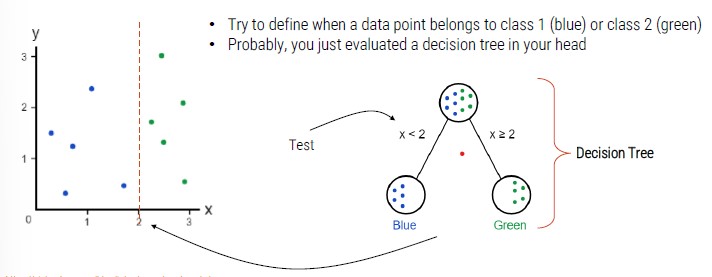 • Try to define when a data point belongs to class 1 (blue) or class 2 (green)
• Probably, you just evaluated a decision tree in your head
y
3
2
1
0
1
2
3
X
Test
x < 2
x ≥ 2
Decision Tree
Blue
Green